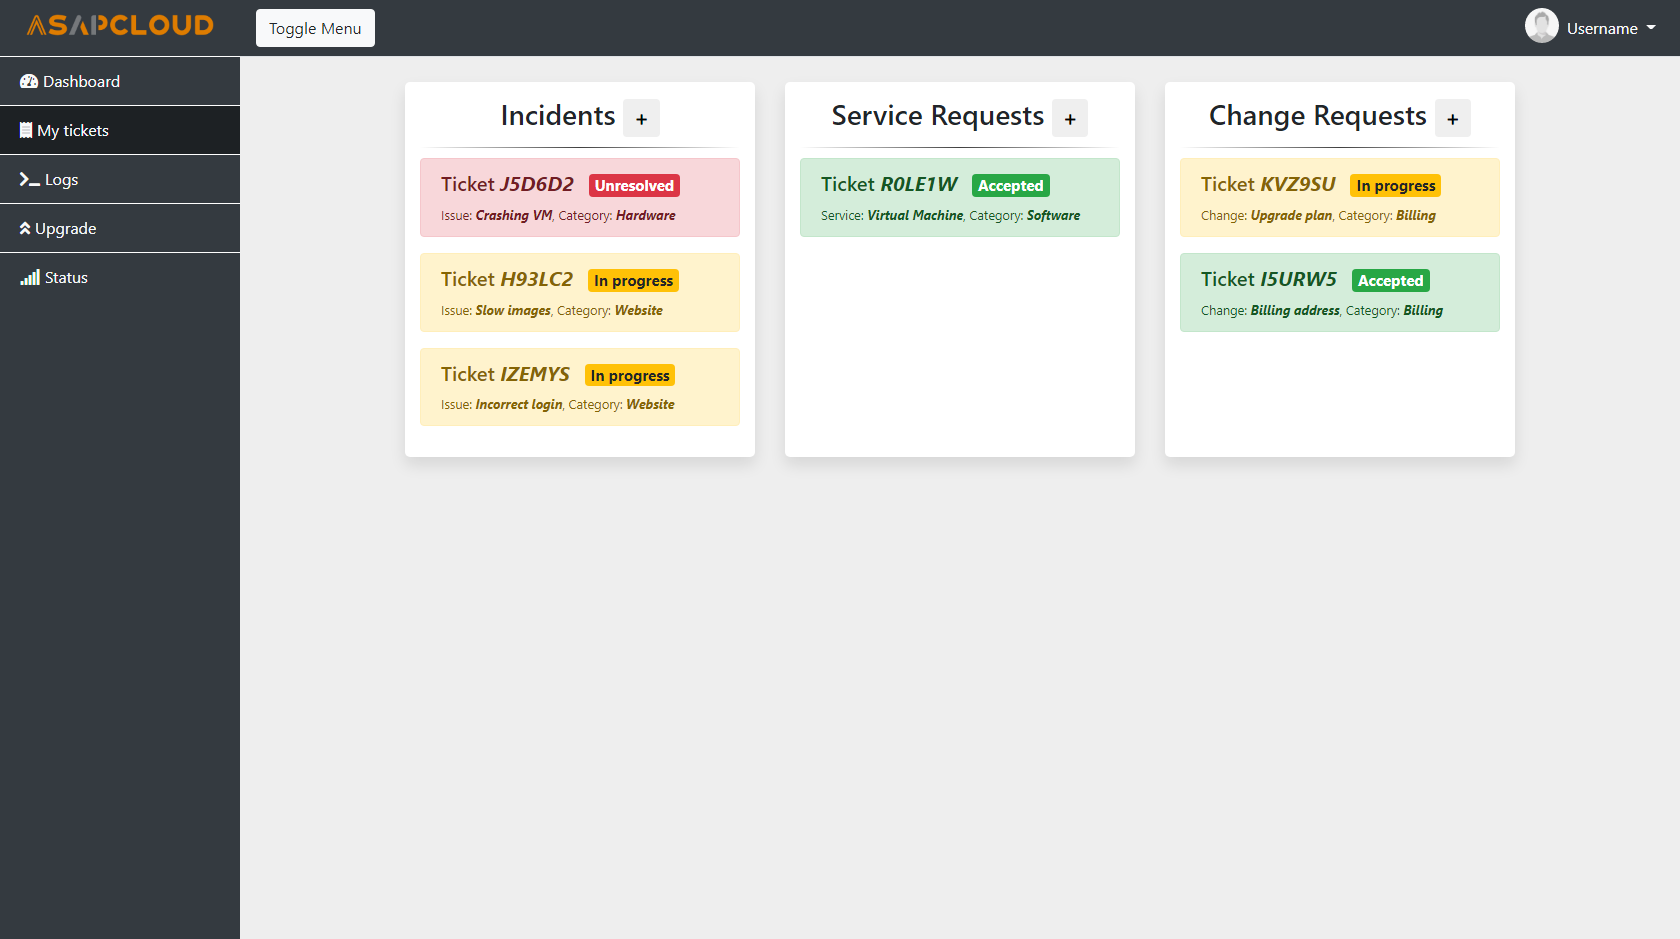 ASAPCLOUD
Toggle Menu
Username
Dashboard
My tickets
Logs
Upgrade
Status
Incidents +
Ticket J5D6D2 Unresolved
Issue: Crashing VM, Category: Hardware
Ticket H93LC2 In progress
Issue: Slow images, Category: Website
Ticket IZEMYS In progress
Issue: Incorrect login, Category: Website
Service Requests +
Ticket R0LE1W Accepted
Service: Virtual Machine, Category: Software
Change Requests +
Ticket KVZ9SU In progress
Change: Upgrade plan, Category: Billing
Ticket I5URW5 Accepted
Change: Billing address, Category: Billing